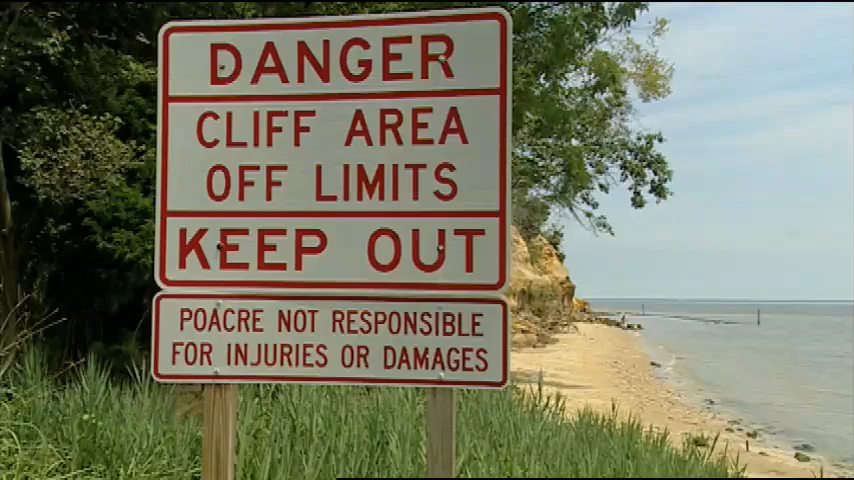 DANGER
CLIFF AREA
OFF LIMITS
KEEP OUT
POACRE NOT RESPONSIBLE
FOR INJURIES OR DAMAGES